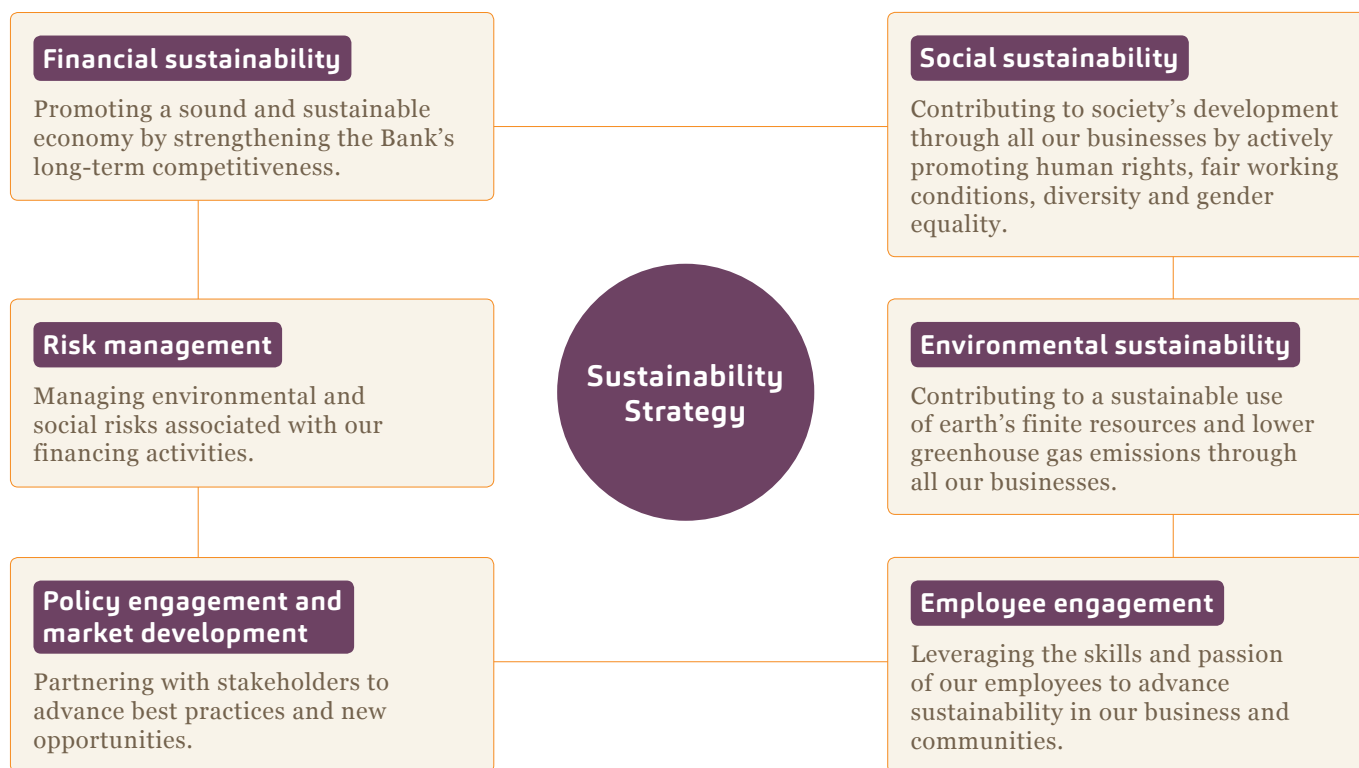 Financial sustainability
Promoting a sound and sustainable
economy by strengthening the Bank’s
long-term competitiveness.
Social sustainability
Contributing to society’s development
through all our businesses by actively
promoting human rights, fair working
conditions, diversity and gender
equality.
Risk management
Managing environmental and
social risks associated with our
financing activities.
Sustainability
Strategy
Environmental sustainability
Contributing to a sustainable use
of earth’s finite resources and lower
greenhouse gas emissions through
all our businesses.
Policy engagement and
market development
Partnering with stakeholders to
advance best practices and new
opportunities.
Employee engagement
Leveraging the skills and passion
of our employees to advance
sustainability in our business and
communities.